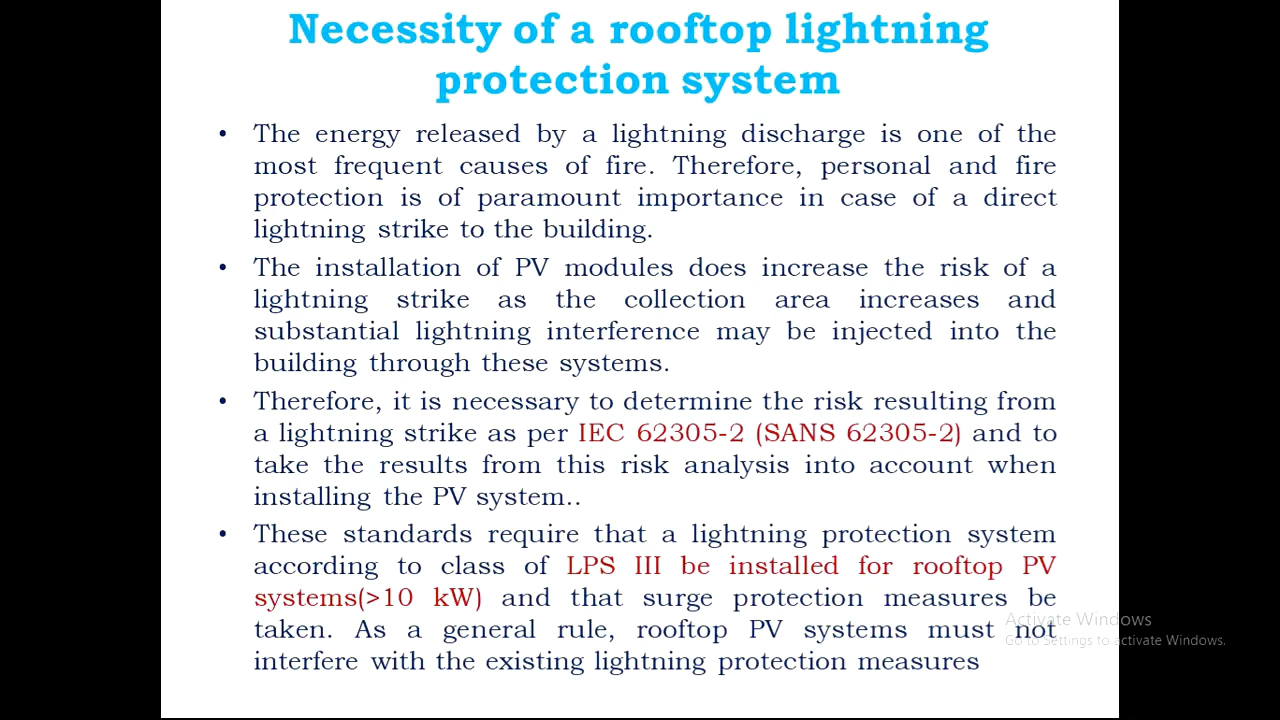 Necessity of a rooftop lightning
protection system
• The energy released by a lightning discharge is one of the
most frequent causes of fire. Therefore, personal and fire
protection is of paramount importance in case of a direct
lightning strike to the building.
• The installation of PV modules does increase the risk of a
lightning strike as the collection area increases and
substantial lightning interference may be injected into the
building through these systems.
• Therefore, it is necessary to determine the risk resulting from
a lightning strike as per IEC 62305-2 (SANS 62305-2) and to
take the results from this risk analysis into account when
installing the PV system..
• These standards require that a lightning protection system
according to class of LPS III be installed for rooftop PV
systems(>10 kW) and that surge protection measures be
taken. As a general rule, rooftop PV systems must not
interfere with the existing lightning protection measures
Activate Windows
Go to Settings to activate Windows.